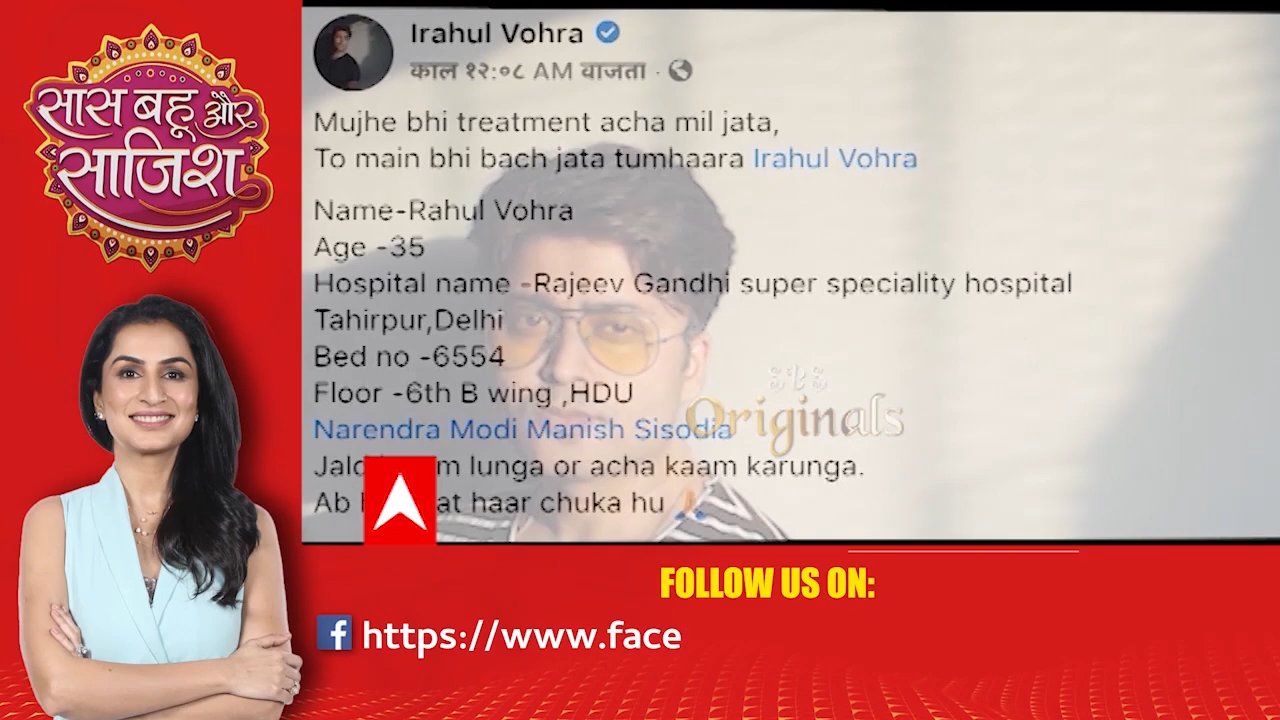 सास बहू और
साजिश
Irahul Vohra
काल १२:०८ AM वाजता
Mujhe bhi treatment acha mil jata,
To main bhi bach jata tumhaara Irahul Vohra
Name-Rahul Vohra
Age -35
Hospital name -Rajeev Gandhi super speciality hospital
Tahirpur,Delhi
Bed no -6554
Floor -6th B wing ,HDU
Narendra Modi Manish Sisodia
lunga or acha kaam karunga.
Ab haar chuka hu
SBS
Originals
FOLLOW US ON:
f https://www.face